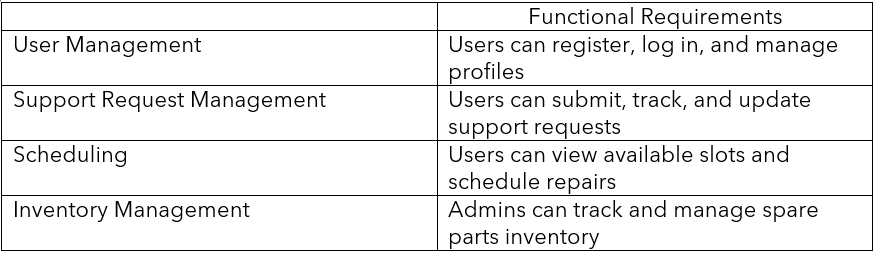 Functional Requirements
User Management
Users can register, log in, and manage
profiles
Support Request Management
Users can submit, track, and update
support requests
Scheduling
Users can view available slots and
schedule repairs
Inventory Management
Admins can track and manage spare
parts inventory